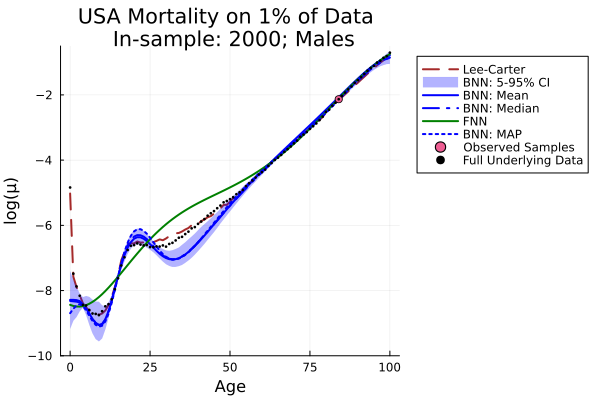 USA Mortality on 1% of Data
In-sample: 2000; Males
log(μ)
−2
−4
−6
−8
−10
0
25
50
75
100
Age
Lee-Carter
BNN: 5-95% CI
BNN: Mean
BNN: Median
FNN
BNN: MAP
Observed Samples
Full Underlying Data